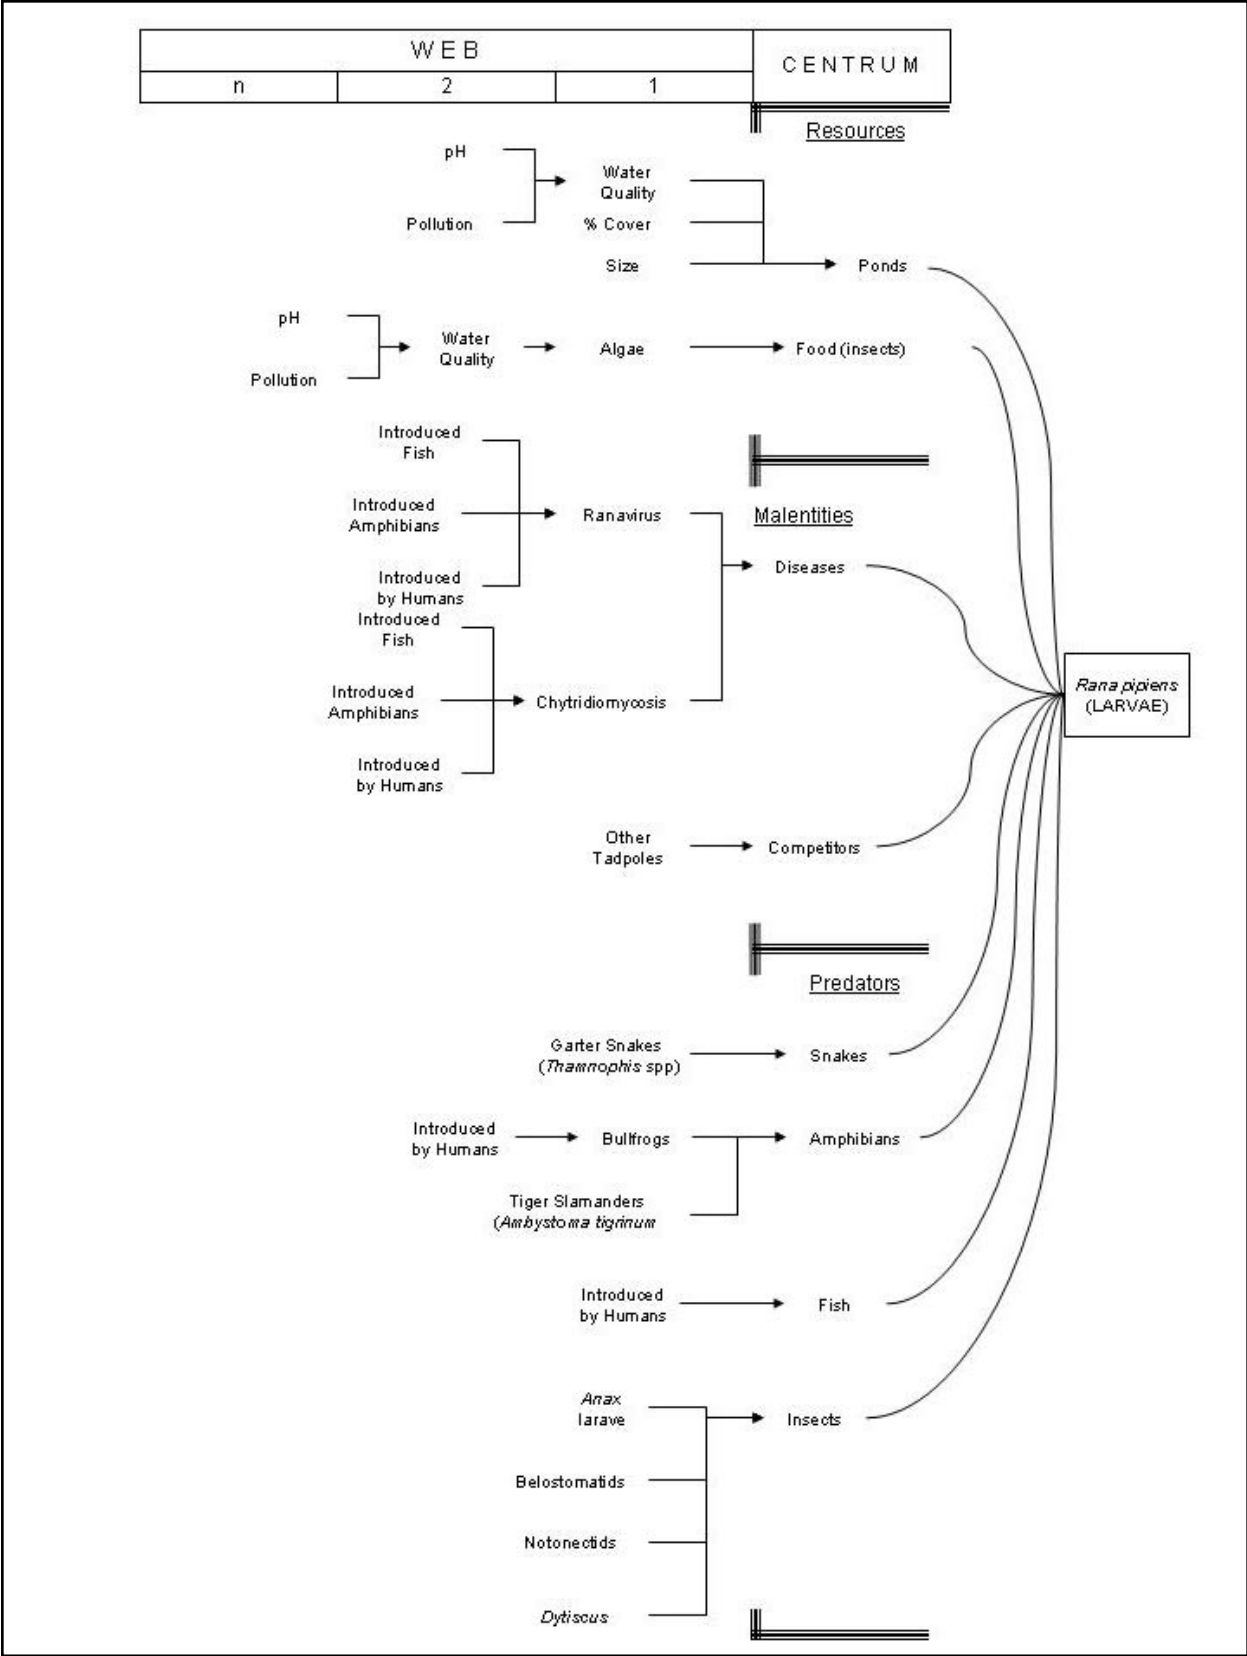 WEB
CENTRUM
n
2
1
Resources
pH
Water
Quality
Pollution
% Cover
Size
Ponds
pH
Water
Quality
Algae
Food (insects)
Pollution
Introduced
Fish
Introduced
Amphibians
Ranavirus
Malentities
Introduced
by Humans
Diseases
Introduced
Fish
Introduced
Amphibians
Chytridiomycosis
Rana pipiens
(LARVAE)
Introduced
by Humans
Other
Tadpoles
Competitors
Predators
Garter Snakes
(Thamnophis spp)
Snakes
Introduced
by Humans
Bullfrogs
Amphibians
Tiger Slamanders
(Ambystoma tigrinum
Introduced
by Humans
Fish
Anax
larave
Insects
Belostomatids
Notonectids
Dytiscus